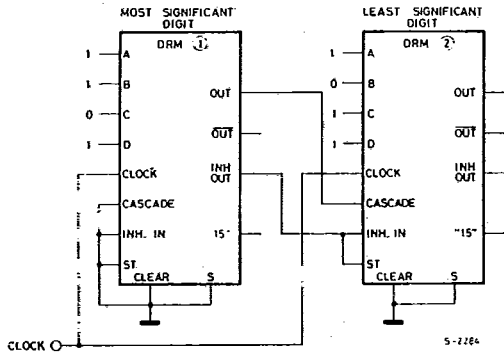 MOST SIGNIFICANT
DIGIT
DRM ①
1 A
1 B
0 C
1 D
CLOCK
CASCADE
INH. IN
ST
CLEAR
S
OUT
OUT
INH
OUT
15"
LEAST SIGNIFICANT
DIGIT
DRM ②
1 A
0 B
1 C
1 D
CLOCK
CASCADE
INH. IN
ST
CLEAR
S
OUT
OUT
INH
OUT
"15"
CLOCK
S-2284